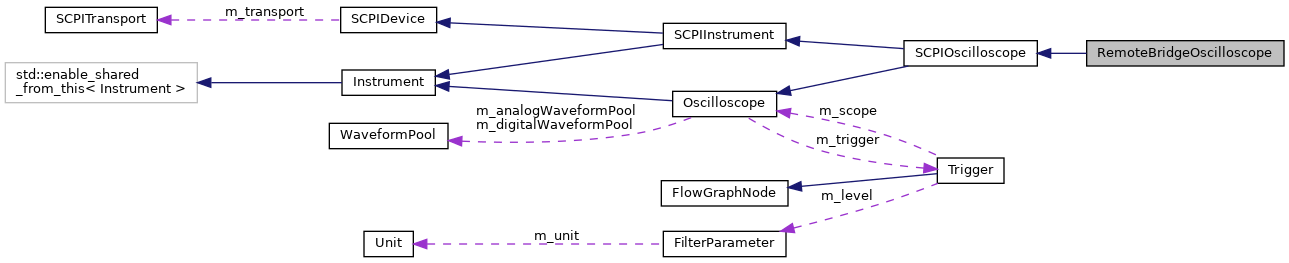 SCPITransport
m_transport
SCPIDevice
SCPIInstrument
SCPIOscilloscope
RemoteBridgeOscilloscope
std::enable_shared
_from_this< Instrument >
Instrument
Oscilloscope
m_analogWaveformPool
m_digitalWaveformPool
WaveformPool
m_scope
m_trigger
Trigger
FlowGraphNode
m_level
Unit
m_unit
FilterParameter